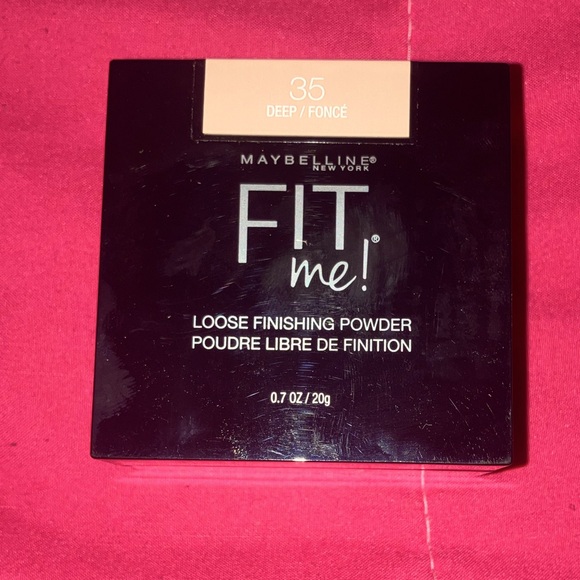 35
DEEP / FONCÉ
MAYBELLINE®
NEW YORK
FIT
me!®
LOOSE FINISHING POWDER
POUDRE LIBRE DE FINITION
0.7 OZ / 20g